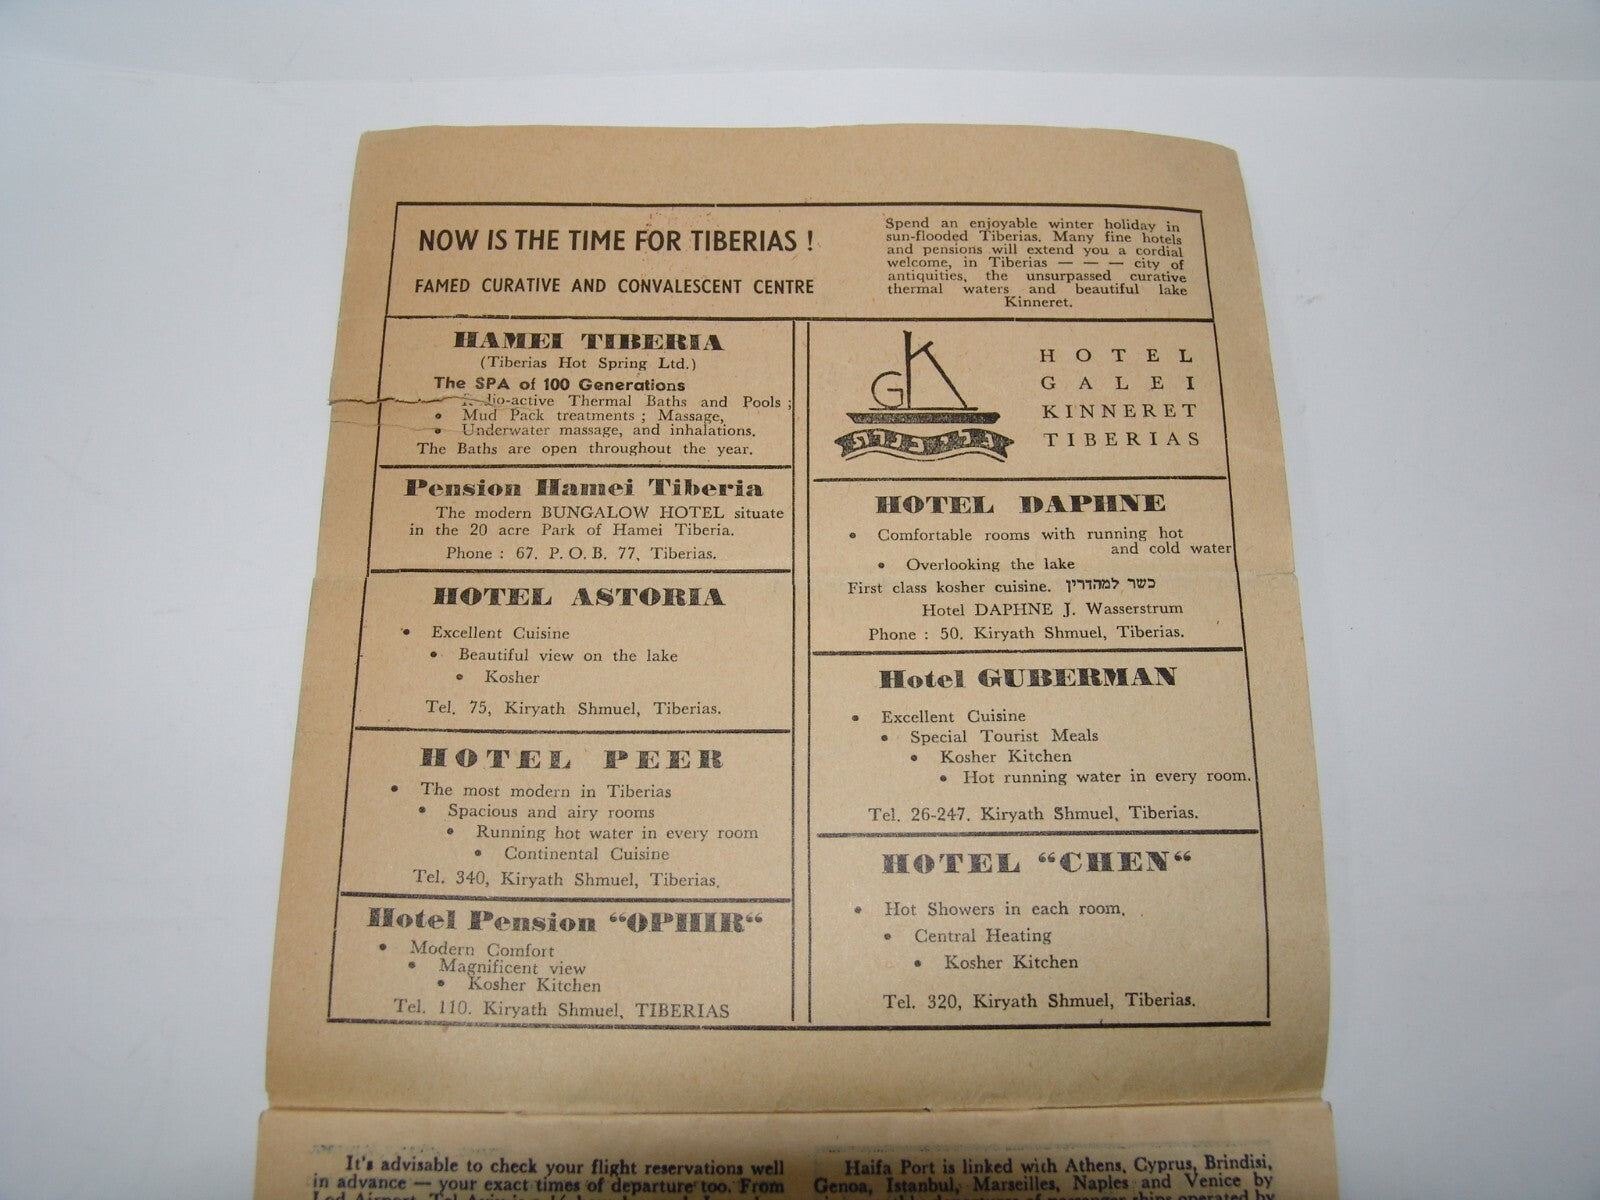 NOW IS THE TIME FOR TIBERIAS !
FAMED CURATIVE AND CONVALESCENT CENTRE
Spend an enjoyable winter holiday in
sun-flooded Tiberias. Many fine hotels
and pensions will extend you a cordial
welcome, in Tiberias — — — city of
antiquities, the unsurpassed curative
thermal waters and beautiful lake
Kinneret.
HAMEI TIBERIA
(Tiberias Hot Spring Ltd.)
The SPA of 100 Generations
dio-active Thermal Baths and Pools ;
• Mud Pack treatments ; Massage,
• Underwater massage, and inhalations.
The Baths are open throughout the year.
Pension Hamei Tiberia
The modern BUNGALOW HOTEL situate
in the 20 acre Park of Hamei Tiberia.
Phone : 67. P. O. B. 77, Tiberias.
HOTEL ASTORIA
• Excellent Cuisine
• Beautiful view on the lake
• Kosher
Tel. 75, Kiryath Shmuel, Tiberias.
HOTEL PEER
• The most modern in Tiberias
• Spacious and airy rooms
• Running hot water in every room
• Continental Cuisine
Tel. 340, Kiryath Shmuel, Tiberias.
Hotel Pension "OPHIR"
• Modern Comfort
• Magnificent view
• Kosher Kitchen
Tel. 110. Kiryath Shmuel, TIBERIAS
GK
גלי כנרת
HOTEL
GALEI
KINNERET
TIBERIAS
HOTEL DAPHNE
• Comfortable rooms with running hot
and cold water
• Overlooking the lake
First class kosher cuisine. כשר למהדרין
Hotel DAPHNE J. Wasserstrum
Phone : 50. Kiryath Shmuel, Tiberias.
Hotel GUBERMAN
• Excellent Cuisine
• Special Tourist Meals
• Kosher Kitchen
• Hot running water in every room.
Tel. 26-247. Kiryath Shmuel, Tiberias.
HOTEL "CHEN"
• Hot Showers in each room.
• Central Heating
• Kosher Kitchen
Tel. 320, Kiryath Shmuel, Tiberias.
It's advisable to check your flight reservations well
in advance — your exact times of departure too. From
Haifa Port is linked with Athens, Cyprus, Brindisi,
Genoa, Istanbul, Marseilles, Naples and Venice by